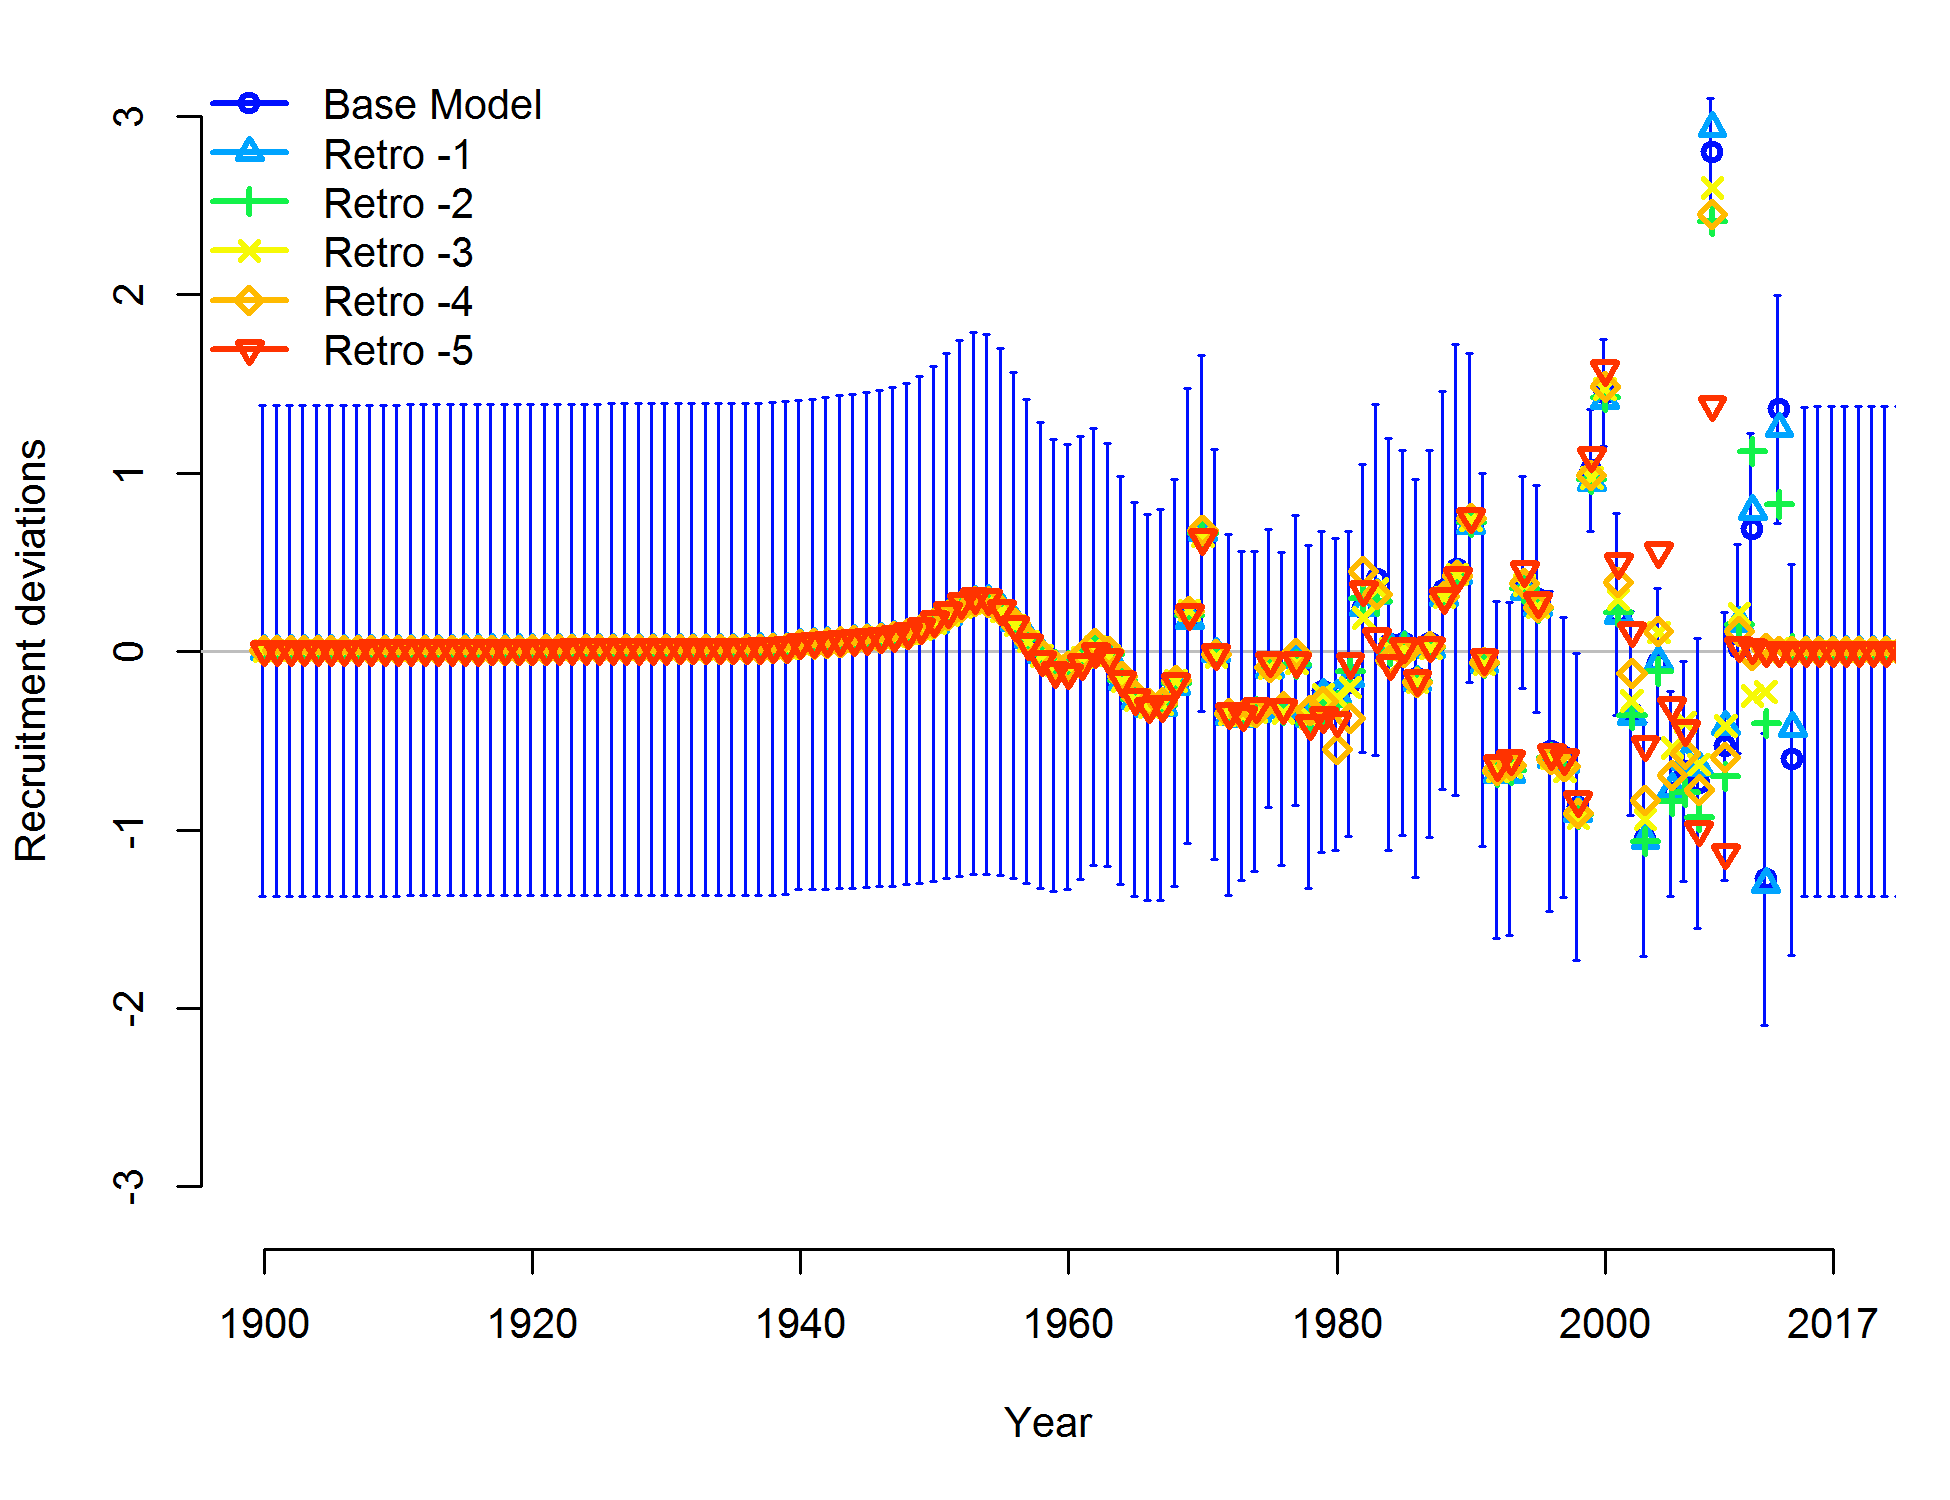 Base Model
Retro -1
Retro -2
Retro -3
Retro -4
Retro -5
3
2
1
0
-1
-2
-3
Recruitment deviations
1900 1920 1940 1960 1980 2000 2017
Year